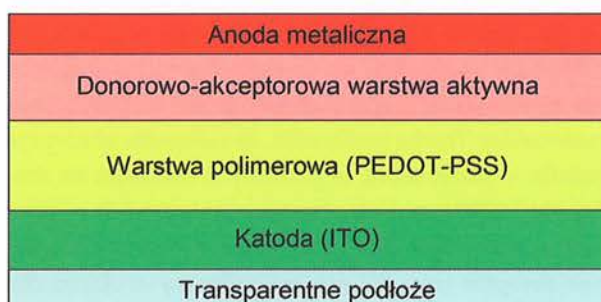 Anoda metaliczna
Donorowo-akceptorowa warstwa aktywna
Warstwa polimerowa (PEDOT-PSS)
Katoda (ITO)
Transparentne podłoże